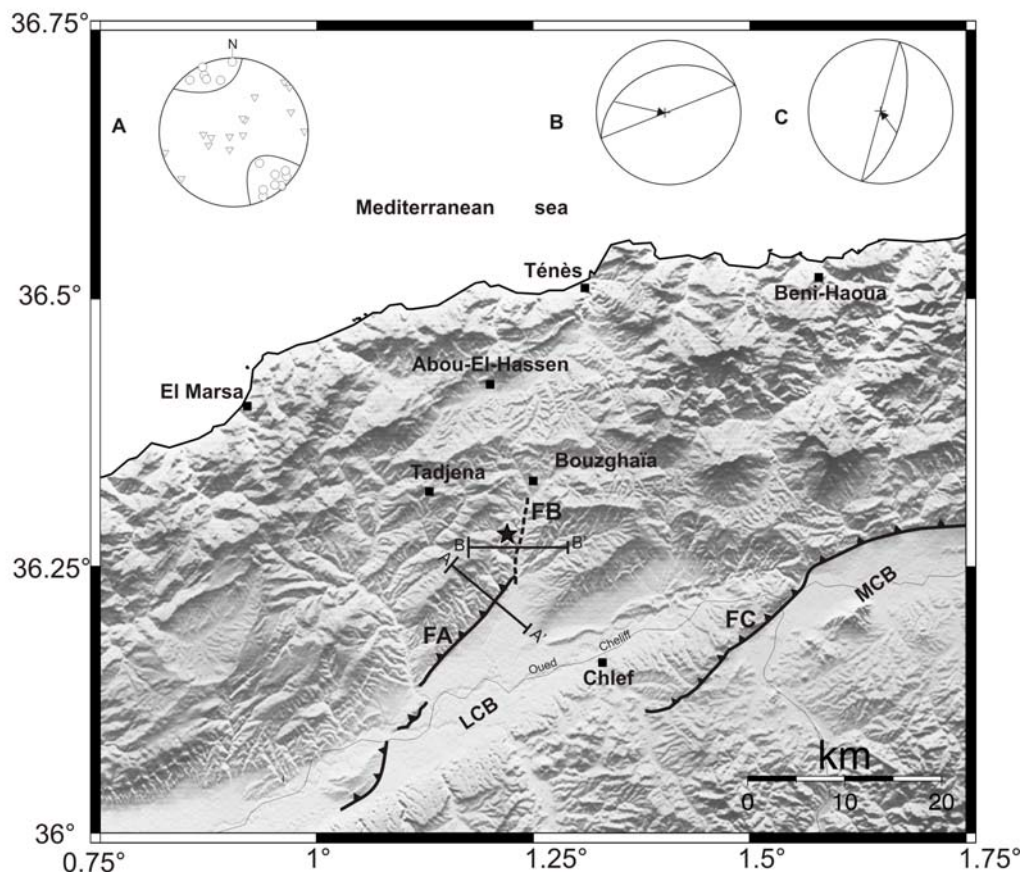 36.75°
N
A
B
C
Mediterranean sea
Ténès
36.5°
Beni-Haoua
Abou-El-Hassen
El Marsa
Bouzghaïa
Tadjena
FB
B
B'
36.25°
A
MCB
FA
FC
A'
Oued Cheliff
Chlef
LCB
km
0 10 20
36°
0.75° 1° 1.25° 1.5° 1.75°